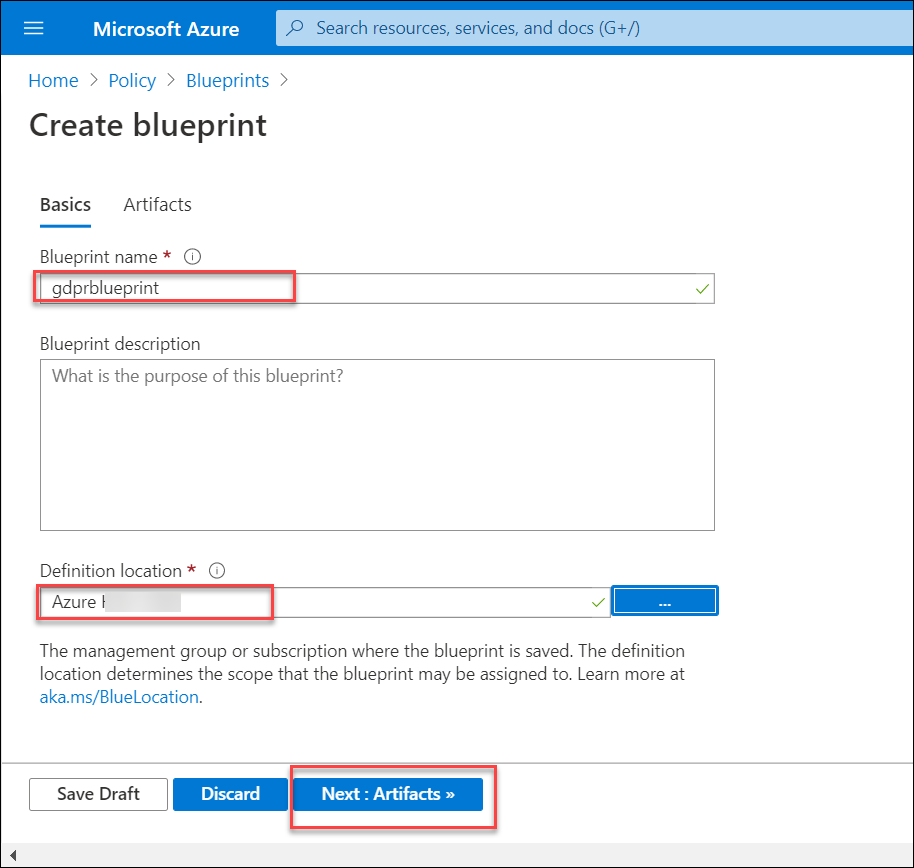 Microsoft Azure
Search resources, services, and docs (G+/)
Home > Policy > Blueprints >
Create blueprint
Basics Artifacts
Blueprint name *
gdprblueprint
Blueprint description
What is the purpose of this blueprint?
Definition location *
Azure
...
The management group or subscription where the blueprint is saved. The definition
location determines the scope that the blueprint may be assigned to. Learn more at
aka.ms/BlueLocation.
Save Draft Discard Next : Artifacts »